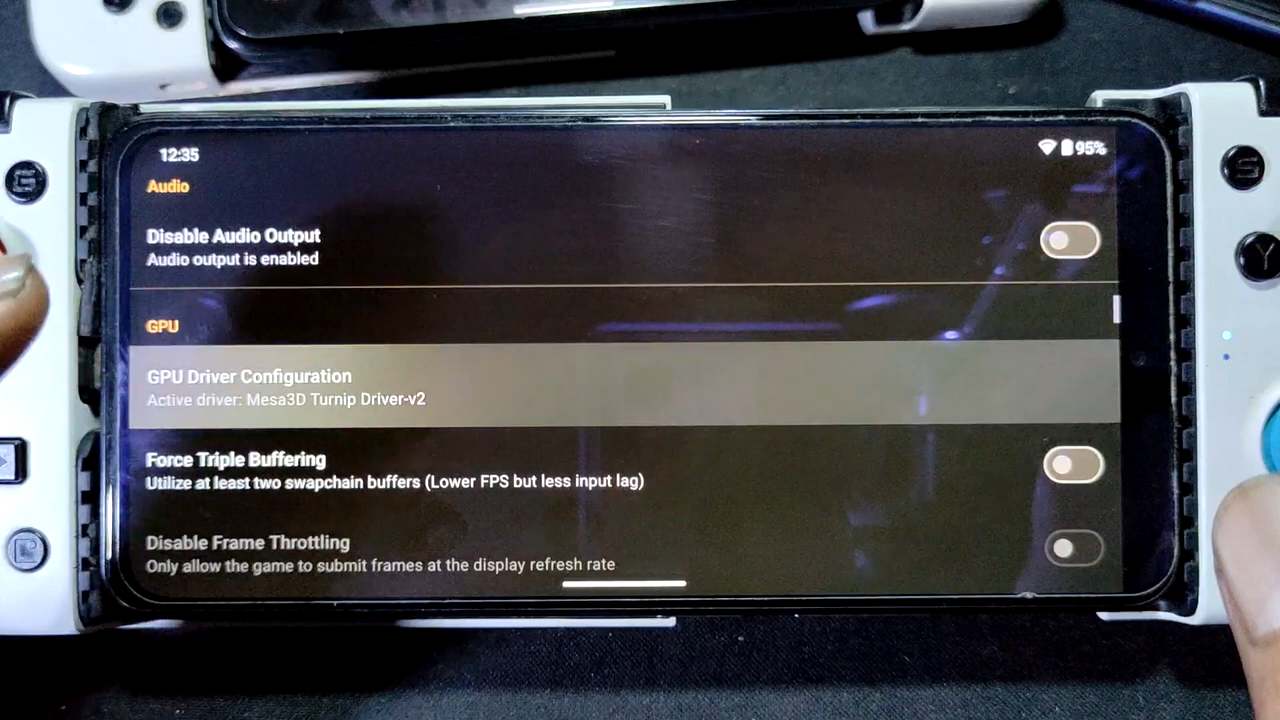 12:35
95%
Audio
Disable Audio Output
Audio output is enabled
GPU
GPU Driver Configuration
Active driver: Mesa3D Turnip Driver-v2
Force Triple Buffering
Utilize at least two swapchain buffers (Lower FPS but less input lag)
Disable Frame Throttling
Only allow the game to submit frames at the display refresh rate
S
Y